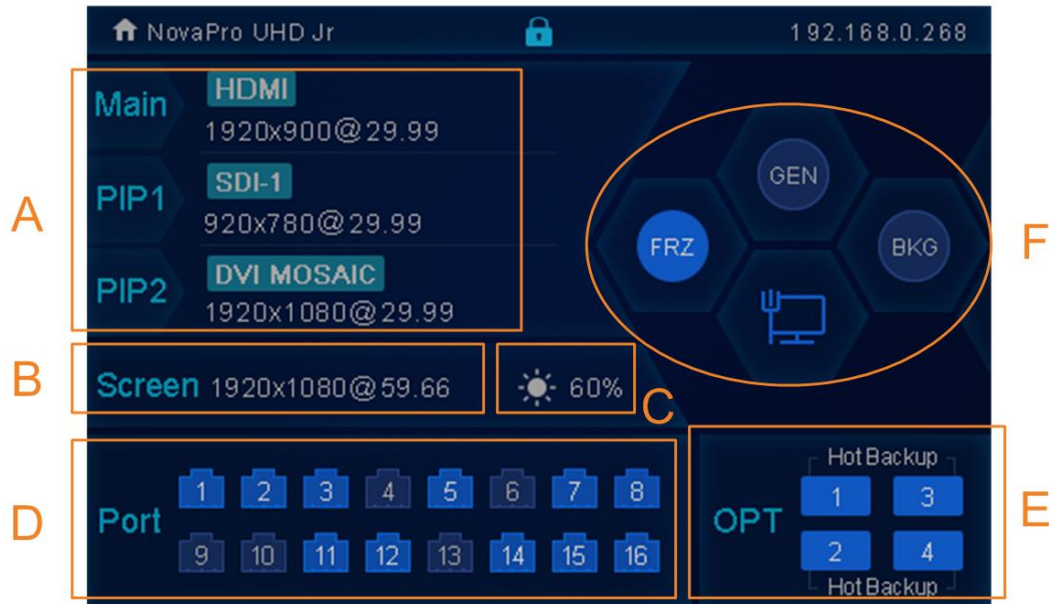 NovaPro UHD Jr 192.168.0.268
Main HDMI
1920x900@29.99
PIP1 SDI-1
920x780@29.99
PIP2 DVI MOSAIC
1920x1080@29.99
A
GEN
FRZ BKG
F
B
Screen 1920x1080@59.66 60%
C
D
Port
1 2 3 4 5 6 7 8
9 10 11 12 13 14 15 16
OPT
Hot Backup
1 3
2 4
Hot Backup
E